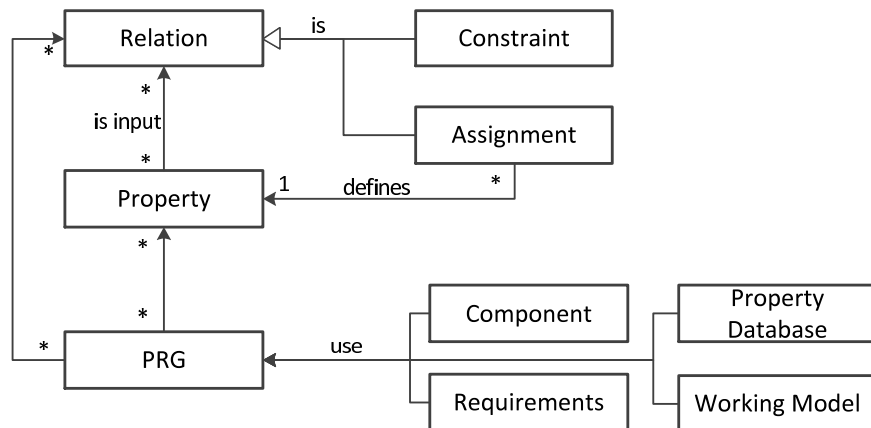 Relation
is
Constraint
*
*
is input
Assignment
*
Property
1
defines
*
*
*
Component
Property
Database
*
PRG
use
Requirements
Working Model